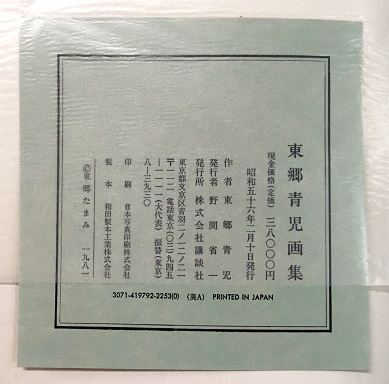 東郷青児画集
現金価格(定価) 三八〇〇〇円
昭和五十六年二月十日発行
作者 東郷青児
発行者 野間省一
発行所 株式会社講談社
東京都文京区音羽二ノ一二ノ二一
〒一一二 電話東京(〇三)九四五
一一一一(大代表) 振替(東京)
八—三九三〇
印刷 日本写真印刷株式会社
製本 和田製本工業株式会社
©東郷たまみ 一九八一
3071-419792-2253(0) (美A) PRINTED IN JAPAN